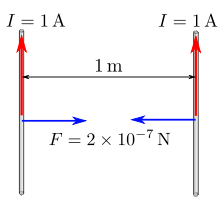 I = 1 A I = 1 A
1 m
F = 2 × 10⁻⁷ N